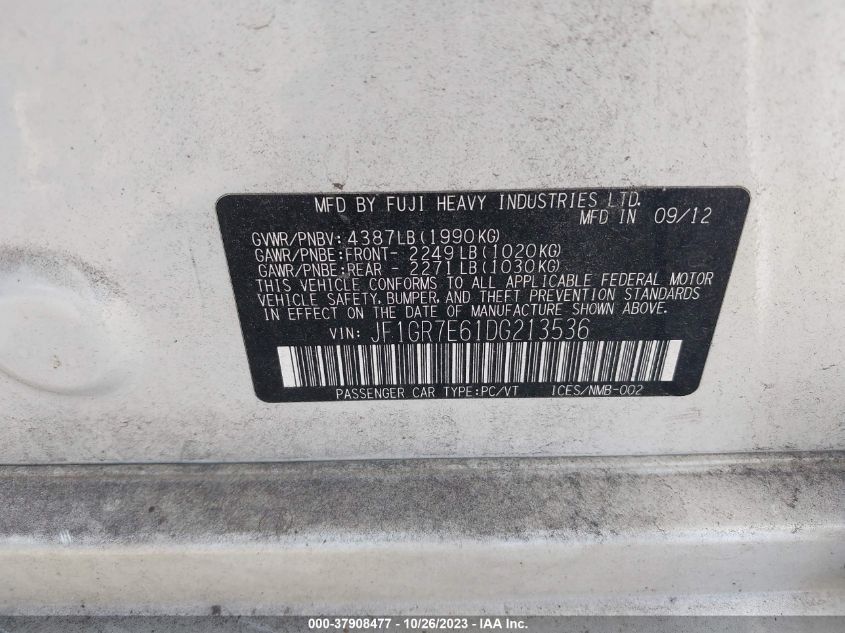 MFD BY FUJI HEAVY INDUSTRIES LTD.
MFD IN 09/12
GVWR/PNBV: 4387LB(1990KG)
GAWR/PNBE:FRONT- 2249LB(1020KG)
GAWR/PNBE:REAR - 2271LB(1030KG)
THIS VEHICLE CONFORMS TO ALL APPLICABLE FEDERAL MOTOR
VEHICLE SAFETY, BUMPER, AND THEFT PREVENTION STANDARDS
IN EFFECT ON THE DATE OF MANUFACTURE SHOWN ABOVE.
VIN: JF1GR7E61DG213536
PASSENGER CAR TYPE:PC/VT ICES/NMB-002
000-37908477 - 10/26/2023 - IAA Inc.